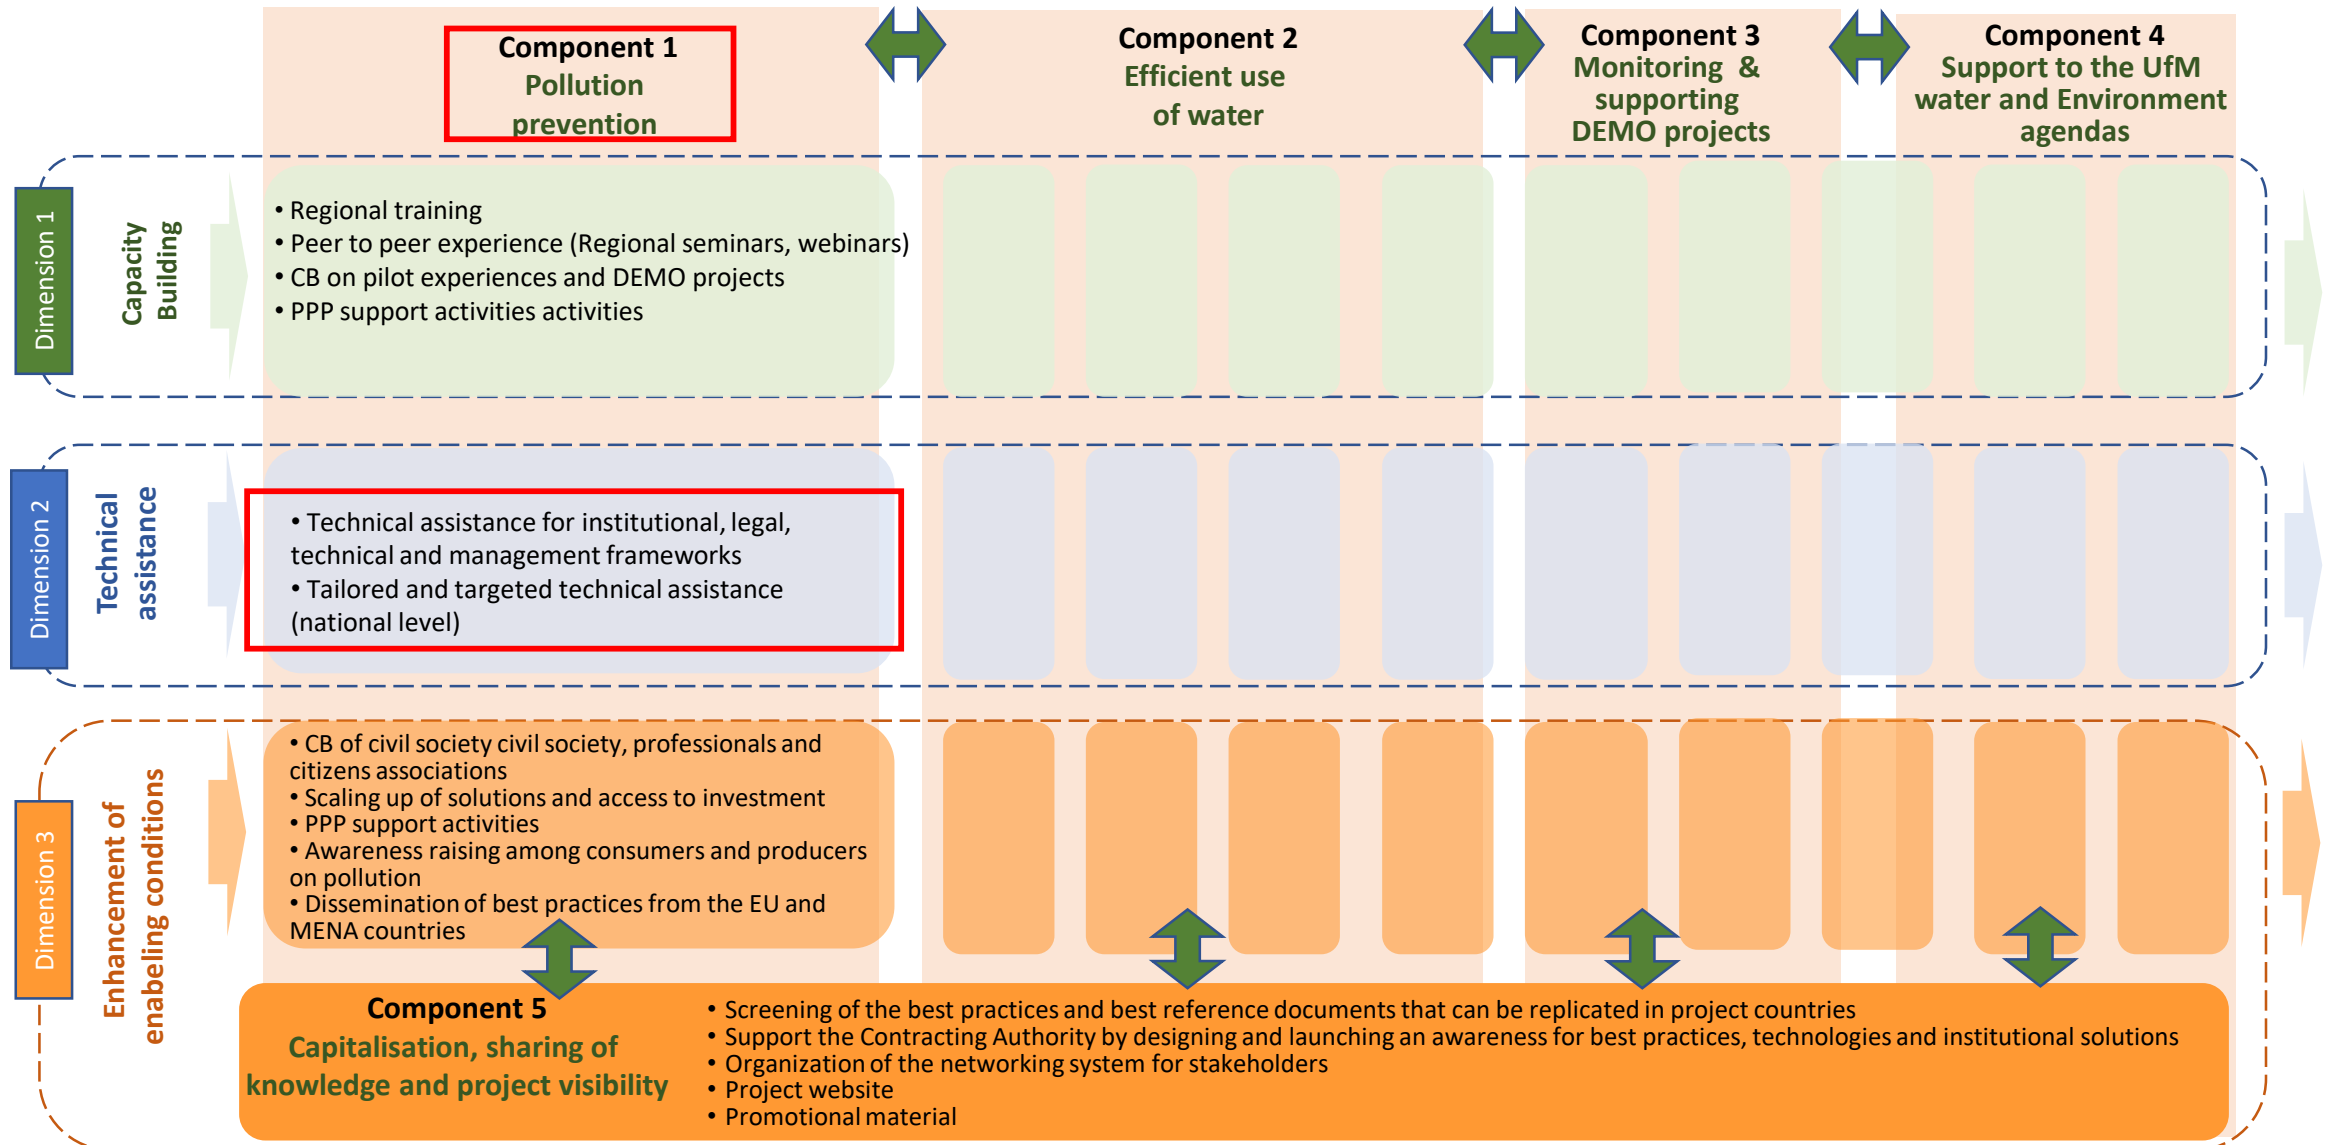 Component 1
Pollution
prevention
Component 2
Efficient use
of water
Component 3
Monitoring & 
supporting
DEMO projects
Component 4
Support to the UfM
water and Environment
agendas
Dimension 1
Capacity
Building
• Regional training
• Peer to peer experience (Regional seminars, webinars)
• CB on pilot experiences and DEMO projects
• PPP support activities activities
Dimension 2
Technical
assistance
• Technical assistance for institutional, legal,
technical and management frameworks
• Tailored and targeted technical assistance
(national level)
Dimension 3
Enhancement of
enabeling conditions
• CB of civil society civil society, professionals and
citizens associations
• Scaling up of solutions and access to investment
• PPP support activities
• Awareness raising among consumers and producers
on pollution
• Dissemination of best practices from the EU and
MENA countries
Component 5
Capitalisation, sharing of
knowledge and project visibility
• Screening of the best practices and best reference documents that can be replicated in project countries
• Support the Contracting Authority by designing and launching an awareness for best practices, technologies and institutional solutions
• Organization of the networking system for stakeholders
• Project website
• Promotional material